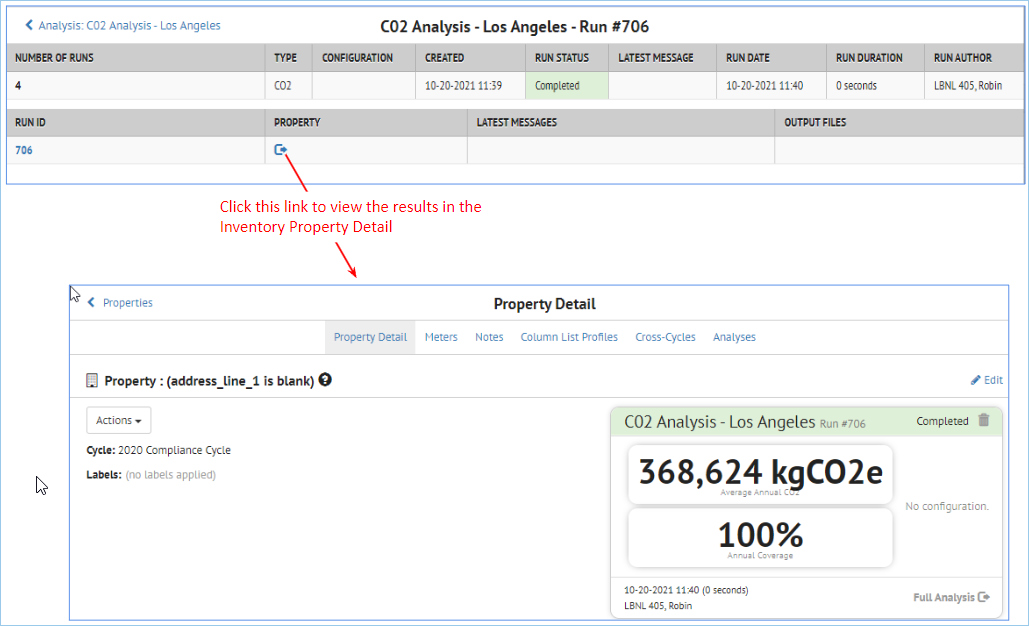 Analysis: CO2 Analysis - Los Angeles
CO2 Analysis - Los Angeles - Run #706
NUMBER OF RUNS TYPE CONFIGURATION CREATED RUN STATUS LATEST MESSAGE RUN DATE RUN DURATION RUN AUTHOR
4 CO2 10-20-2021 11:39 Completed 10-20-2021 11:40 0 seconds LBNL 405, Robin
RUN ID PROPERTY LATEST MESSAGES OUTPUT FILES
706
Click this link to view the results in the
Inventory Property Detail
Properties
Property Detail
Property Detail Meters Notes Column List Profiles Cross-Cycles Analyses
Property : (address_line_1 is blank) ?
Edit
Actions
Cycle: 2020 Compliance Cycle
Labels: (no labels applied)
CO2 Analysis - Los Angeles Run #706 Completed
368,624 kgCO2e
Average Annual CO2
No configuration.
100%
Annual Coverage
10-20-2021 11:40 (0 seconds)
LBNL 405, Robin
Full Analysis